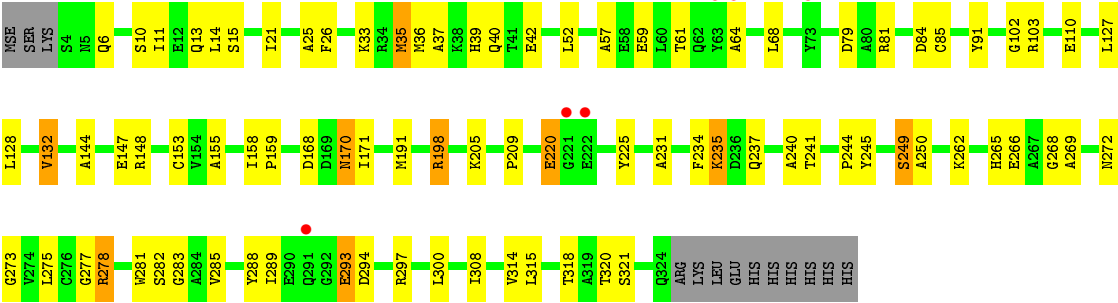 MSE SER LYS S4 N5 Q6 S10 I11 E12 Q13 L14 S15 I21 A25 F26 K33 R34 M35 M36 A37 K38 H39 Q40 T41 E42 L52 A57 E58 E59 L60 T61 Q62 Y63 A64 L68 Y73 D79 A80 R81 D84 C85 Y91 G102 R103 E110 L127
L128 V132 A144 E147 R148 C153 V154 A155 I158 P159 D168 D169 N170 I171 M191 R198 K205 P209 E220 G221 E222 Y225 A231 F234 K235 D236 Q237 A240 T241 P244 Y245 S249 A250 K262 H265 E266 A267 G268 A269 N272
G273 V274 L275 C276 G277 R278 W281 S282 G283 A284 V285 Y288 I289 E290 Q291 G292 E293 D294 R297 L300 I308 V314 L315 T318 A319 T320 S321 Q324 ARG LYS LEU GLU HIS HIS HIS HIS HIS HIS